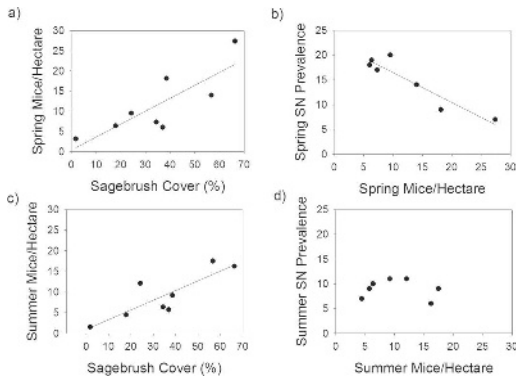 a)
Spring Mice/Hectare
30
25
20
15
10
5
0
0 10 20 30 40 50 60 70
Sagebrush Cover (%)
b)
Spring SN Prevalence
25
20
15
10
5
0
0 5 10 15 20 25 30
Spring Mice/Hectare
c)
Summer Mice/Hectare
30
25
20
15
10
5
0
0 10 20 30 40 50 60 70
Sagebrush Cover (%)
d)
Summer SN Prevalence
25
20
15
10
5
0
0 5 10 15 20 25 30
Summer Mice/Hectare